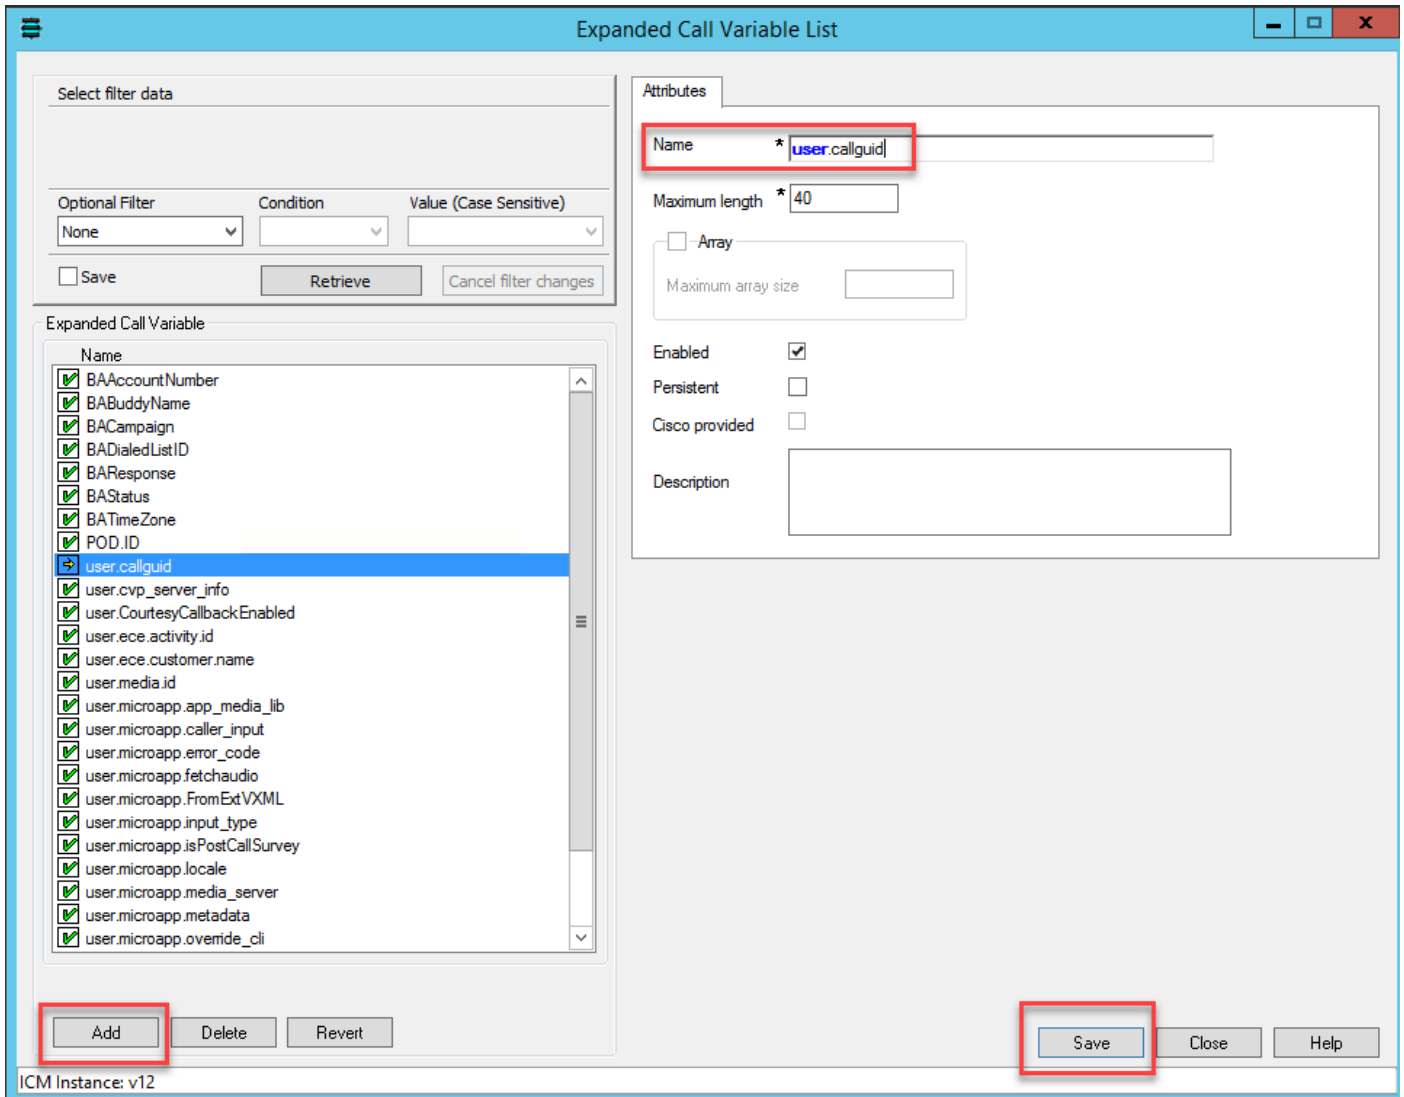 Expanded Call Variable List
Select filter data
Optional Filter Condition Value (Case Sensitive)
None
Save Retrieve Cancel filter changes
Expanded Call Variable
Name
BAAccountNumber
BABuddyName
BACampaign
BADialedListID
BAResponse
BAStatus
BATimeZone
POD.ID
user.callguid
user.cvp_server_info
user.CourtesyCallbackEnabled
user.ece.activity.id
user.ece.customer.name
user.media.id
user.microapp.app_media_lib
user.microapp.caller_input
user.microapp.error_code
user.microapp.fetchaudio
user.microapp.FromExtVXML
user.microapp.input_type
user.microapp.isPostCallSurvey
user.microapp.locale
user.microapp.media_server
user.microapp.metadata
user.microapp.override_cli
Add Delete Revert
Attributes
Name * user.callguid
Maximum length * 40
Array
Maximum array size
Enabled
Persistent
Cisco provided
Description
Save Close Help
ICM Instance: v12